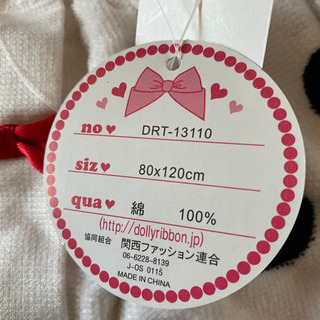 no♥ DRT-13110
siz♥ 80x120cm
qua♥ 綿 100%
(http://dollyribbon.jp)
協同組合 関西ファッション連合
06-6228-8139
J-OS 0115
MADE IN CHINA